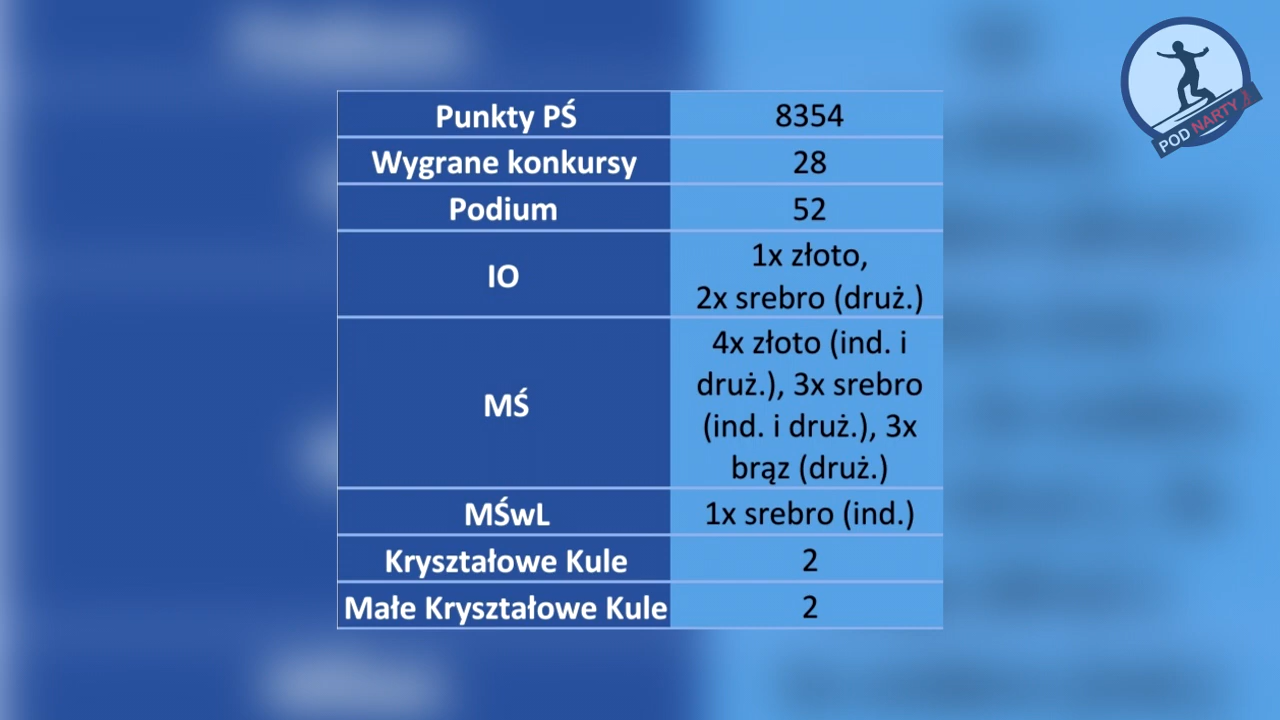 Punkty PŚ 8354
Wygrane konkursy 28
Podium 52
IO 1x złoto,
2x srebro (druż.)
MŚ 4x złoto (ind. i
druż.), 3x srebro
(ind. i druż.), 3x
brąz (druż.)
MŚwL 1x srebro (ind.)
Kryształowe Kule 2
Małe Kryształowe Kule 2
POD NARTY